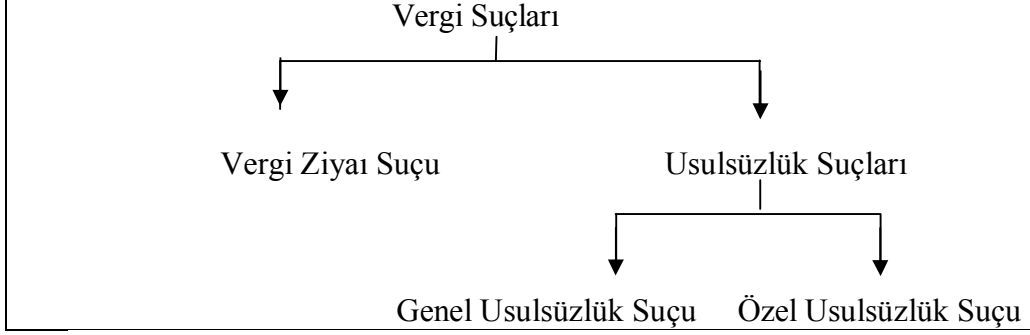 Vergi Suçları
Vergi Ziyaı Suçu Usulsüzlük Suçları
Genel Usulsüzlük Suçu Özel Usulsüzlük Suçu